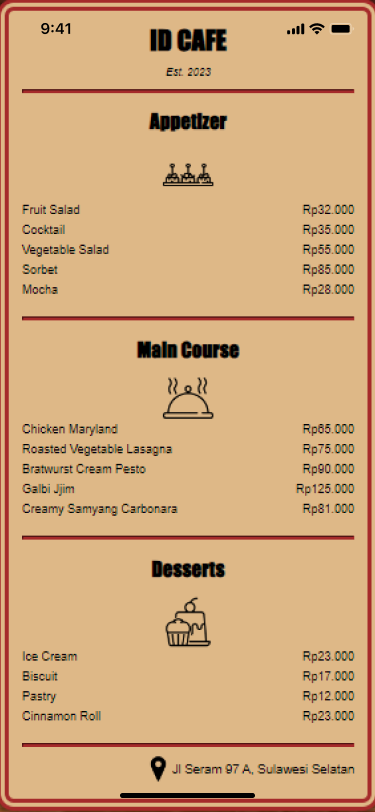 9:41
ID CAFE
Est. 2023
Appetizer
Fruit Salad Rp32.000
Cocktail Rp35.000
Vegetable Salad Rp55.000
Sorbet Rp85.000
Mocha Rp28.000
Main Course
Chicken Maryland Rp65.000
Roasted Vegetable Lasagna Rp75.000
Bratwurst Cream Pesto Rp90.000
Galbi Jjim Rp125.000
Creamy Samyang Carbonara Rp81.000
Desserts
Ice Cream Rp23.000
Biscuit Rp17.000
Pastry Rp12.000
Cinnamon Roll Rp23.000
Jl Seram 97 A, Sulawesi Selatan